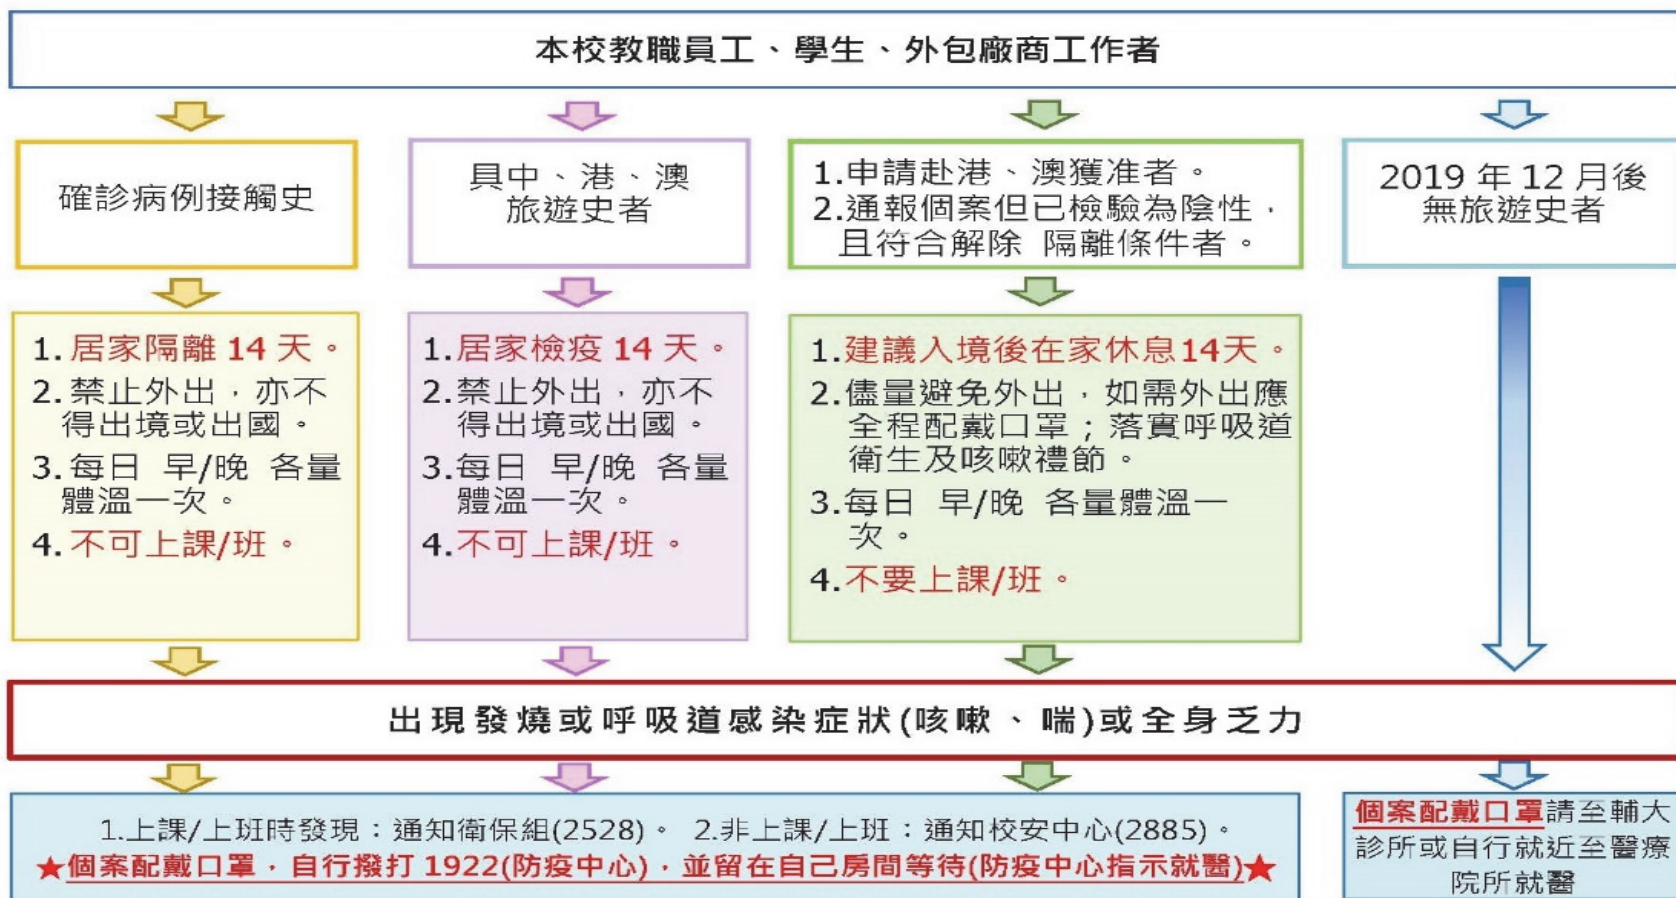 本校教職員工、學生、外包廠商工作者
確診病例接觸史
具中、港、澳
旅遊史者
1.申請赴港、澳獲准者。
2.通報個案但已檢驗為陰性，
且符合解除 隔離條件者。
2019 年 12 月後
無旅遊史者
1.居家隔離 14 天。
2.禁止外出，亦不
得出境或出國。
3.每日 早/晚 各量
體溫一次。
4.不可上課/班。
1.居家檢疫 14 天。
2.禁止外出，亦不
得出境或出國。
3.每日 早/晚 各量
體溫一次。
4.不可上課/班。
1.建議入境後在家休息14天。
2.儘量避免外出，如需外出應
全程配戴口罩；落實呼吸道
衛生及咳嗽禮節。
3.每日 早/晚 各量體溫一
次。
4.不要上課/班。
出現發燒或呼吸道感染症狀(咳嗽、喘)或全身乏力
1.上課/上班時發現：通知衛保組(2528)。 2.非上課/上班：通知校安中心(2885)。
★個案配戴口罩，自行撥打 1922(防疫中心)，並留在自己房間等待(防疫中心指示就醫)★
個案配戴口罩請至輔大
診所或自行就近至醫療
院所就醫